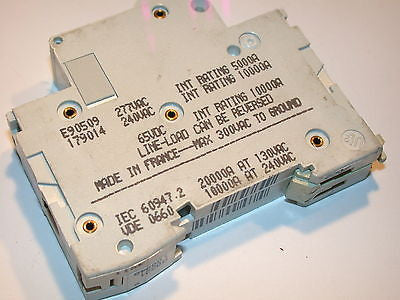 E90509 277VAC INT RATING 5000A
179014 240VAC INT RATING 10000A
65VDC INT RATING 10000A
LINE-LOAD CAN BE REVERSED
MADE IN FRANCE-MAX 300VAC TO GROUND
IEC 60947.2 20000A AT 130VAC
VDE 0660 10000A AT 240VAC